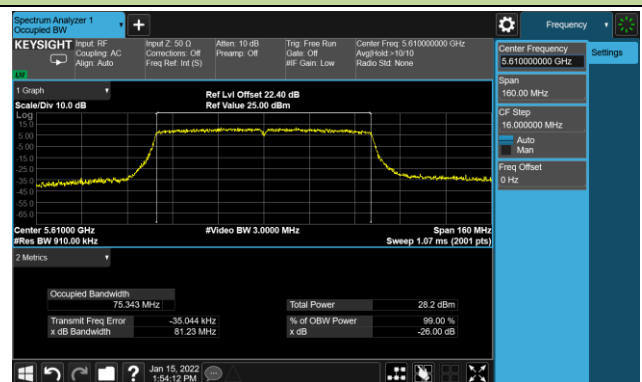 Spectrum Analyzer 1
Occupied BW
Frequency
KEYSIGHT
Input: RF
Coupling: AC
Align: Auto
Input Z: 50 Ω
Corrections: Off
Freq Ref: Int (S)
Atten: 10 dB
Preamp: Off
Trig: Free Run
Gate: Off
#IF Gain: Low
Center Freq: 5.610000000 GHz
Avg|Hold:>10/10
Radio Std: None
Center Frequency
5.610000000 GHz
Settings
Span
160.00 MHz
CF Step
16.000000 MHz
Auto
Man
Freq Offset
0 Hz
1 Graph
Scale/Div 10.0 dB
Ref Lvl Offset 22.40 dB
Ref Value 25.00 dBm
Log
15.0
5.00
-5.00
-15.0
-25.0
-35.0
-45.0
-55.0
-65.0
Center 5.61000 GHz
#Res BW 910.00 kHz
#Video BW 3.0000 MHz
Span 160 MHz
Sweep 1.07 ms (2001 pts)
2 Metrics
Occupied Bandwidth
75.343 MHz
Total Power 28.2 dBm
Transmit Freq Error -35.044 kHz
% of OBW Power 99.00 %
x dB Bandwidth 81.23 MHz
x dB -26.00 dB
Jan 15, 2022
1:54:12 PM